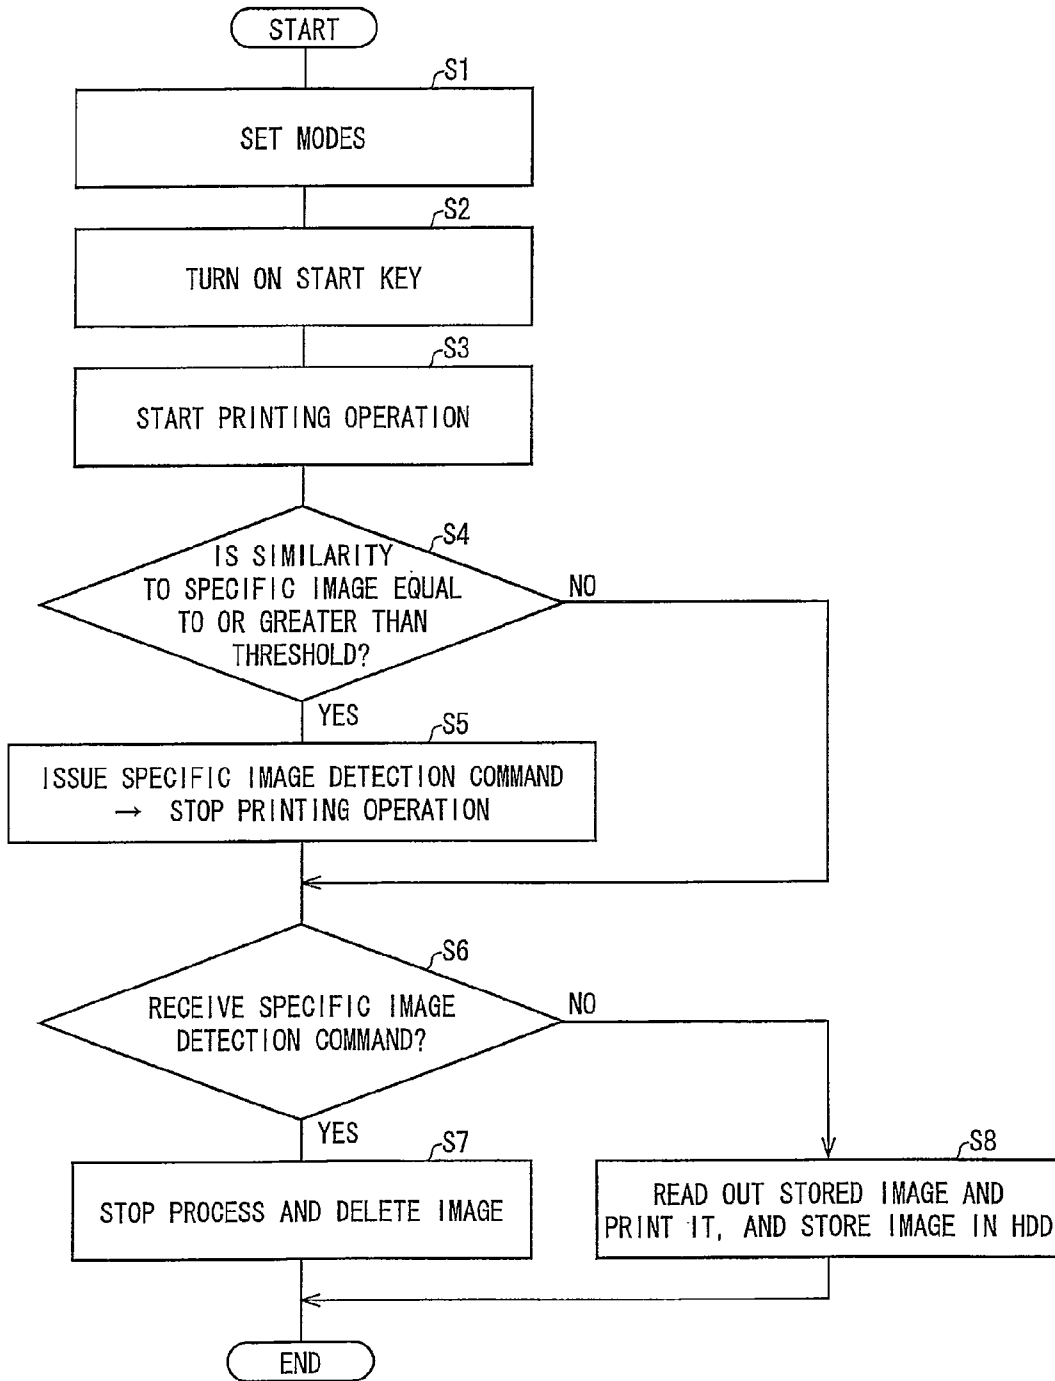 START
S1
SET MODES
S2
TURN ON START KEY
S3
START PRINTING OPERATION
S4
IS SIMILARITY
TO SPECIFIC IMAGE EQUAL
TO OR GREATER THAN
THRESHOLD?
NO
YES
S5
ISSUE SPECIFIC IMAGE DETECTION COMMAND
→ STOP PRINTING OPERATION
S6
RECEIVE SPECIFIC IMAGE
DETECTION COMMAND?
NO
YES
S7
STOP PROCESS AND DELETE IMAGE
S8
READ OUT STORED IMAGE AND
PRINT IT, AND STORE IMAGE IN HDD
END